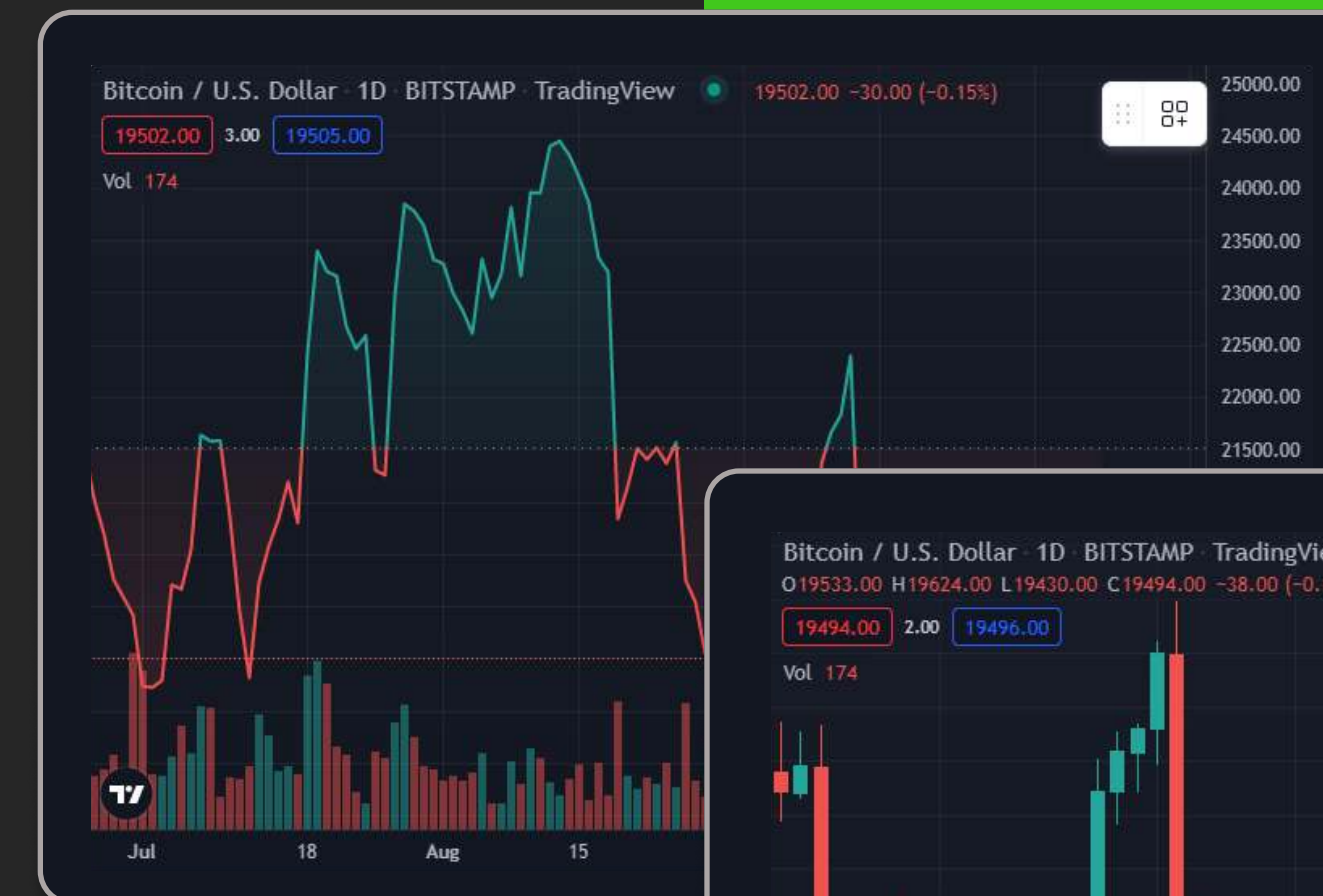 Bitcoin / U.S. Dollar · 1D · BITSTAMP · TradingView 19502.00 −30.00 (−0.15%)
19502.00 3.00 19505.00
Vol 174
25000.00
24500.00
24000.00
23500.00
23000.00
22500.00
22000.00
21500.00
Jul 18 Aug 15
Bitcoin / U.S. Dollar · 1D · BITSTAMP
O19533.00 H19624.00 L19430.00 C19494.00 −38.00
19494.00 2.00 19496.00
Vol 174